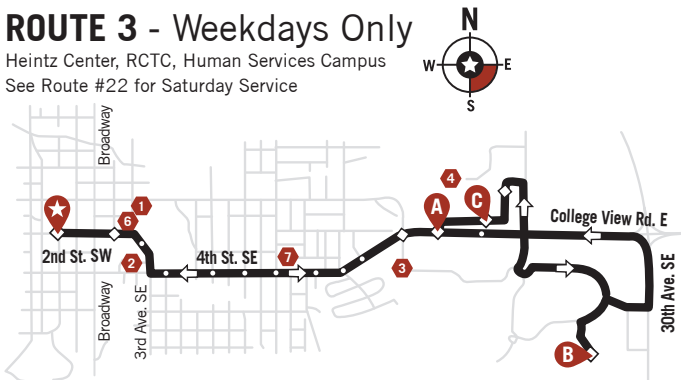 ROUTE 3 - Weekdays Only
Heintz Center, RCTC, Human Services Campus
See Route #22 for Saturday Service
N
W
E
S
Broadway
4
1
A
C
6
College View Rd. E
2nd St. SW
2
4th St. SE
7
3
30th Ave. SE
Broadway
3rd Ave. SE
B